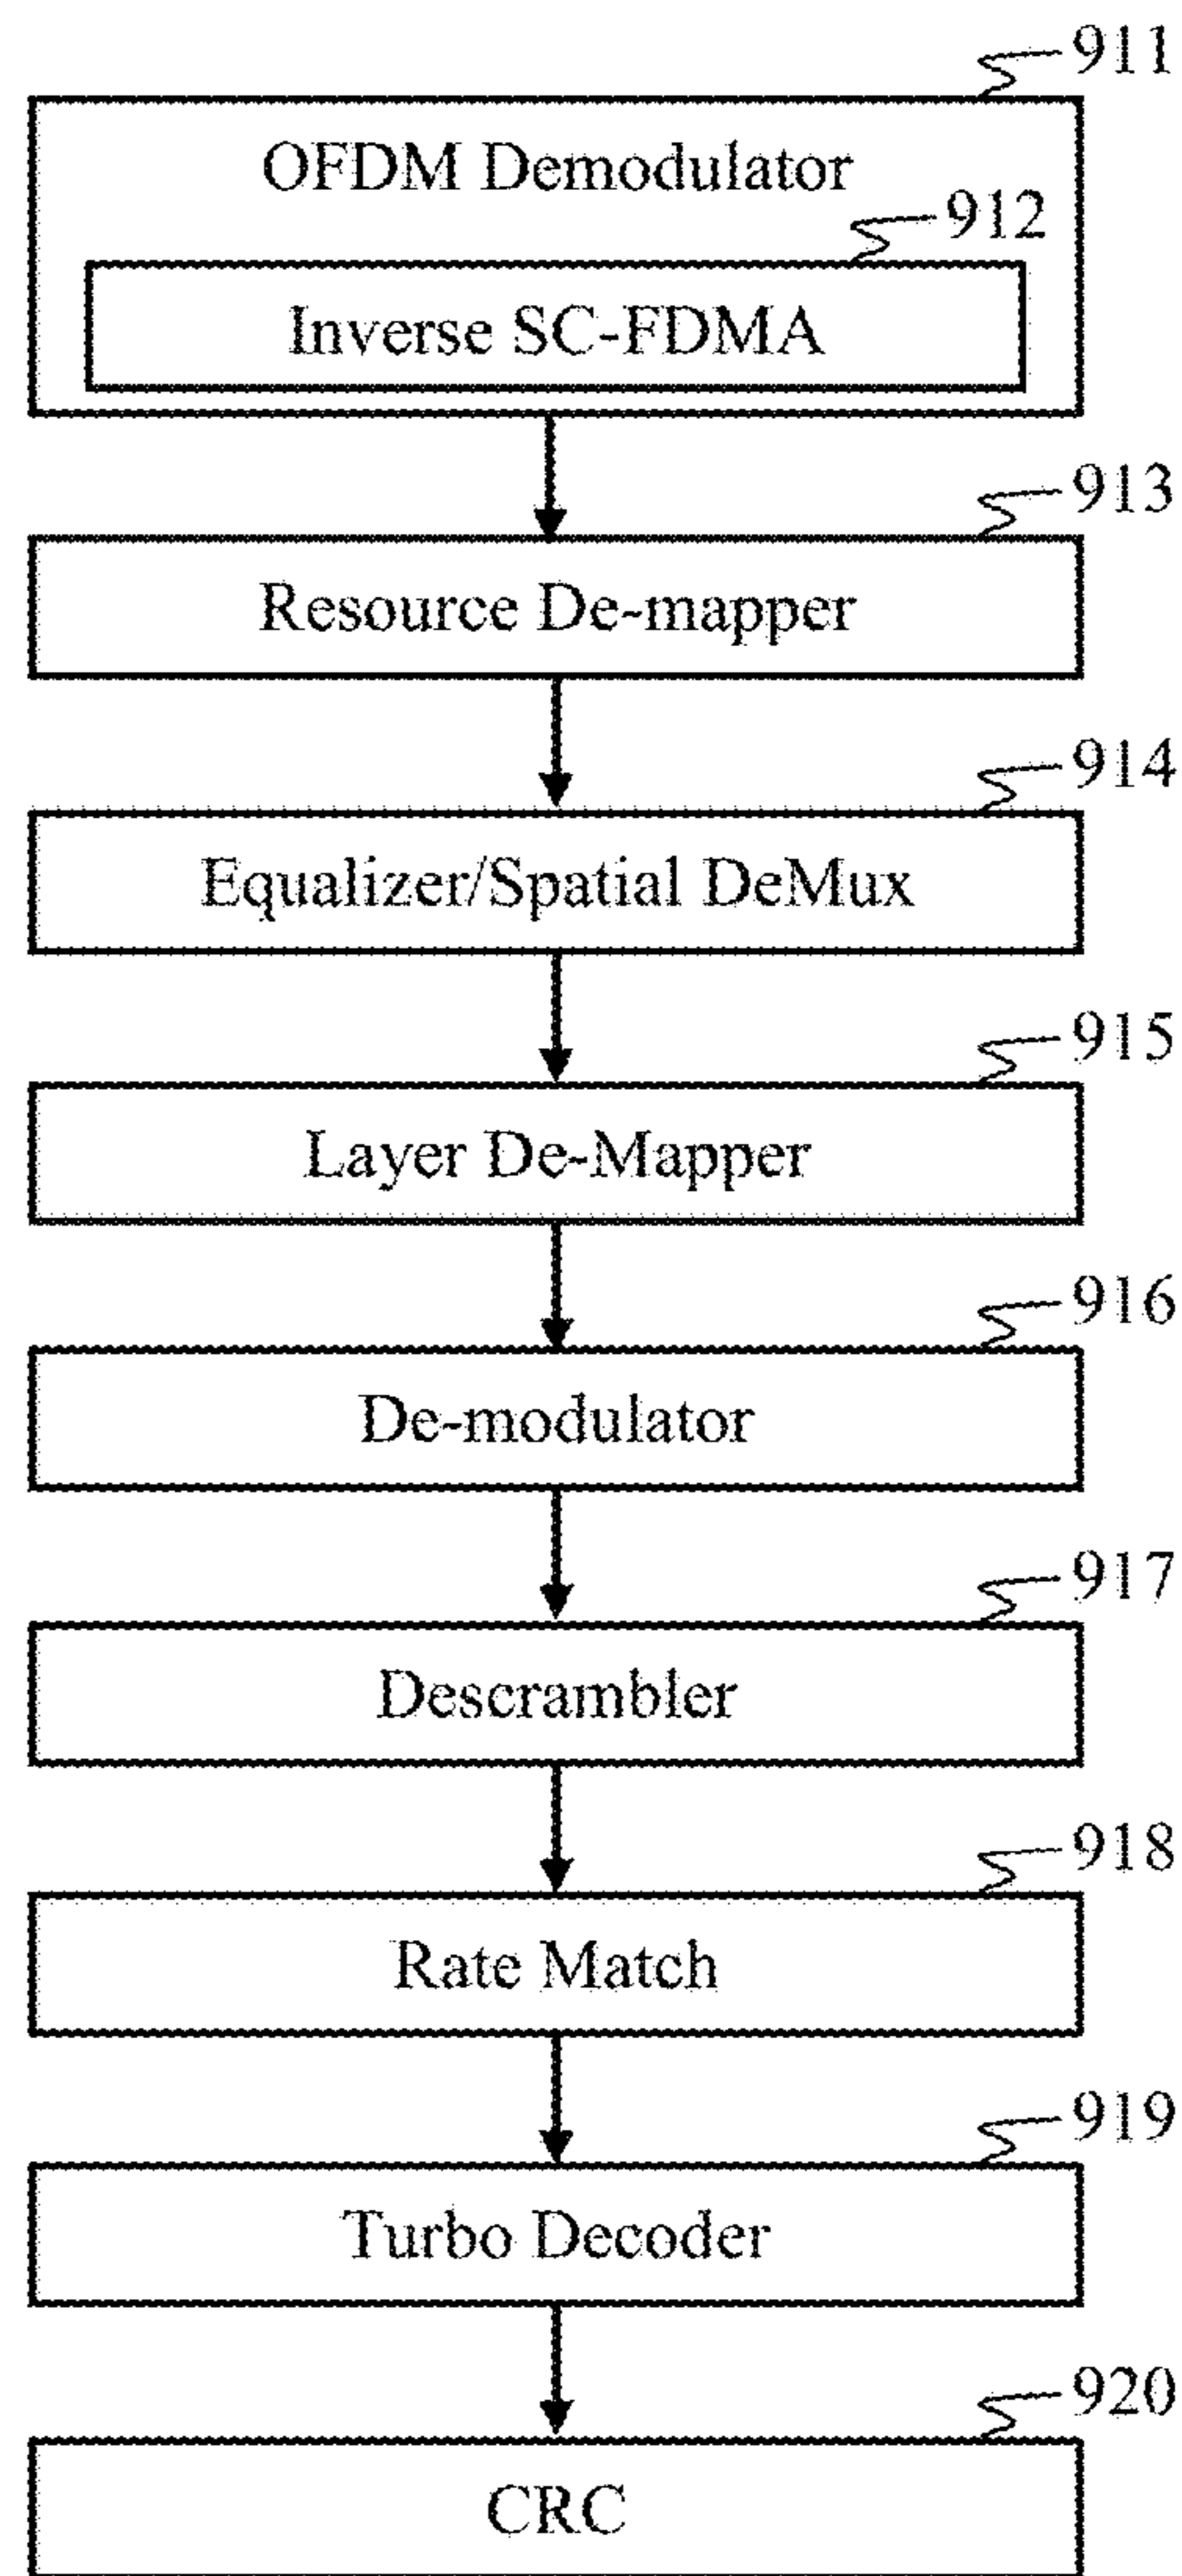 911
OFDM Demodulator
912
Inverse SC-FDMA
913
Resource De-mapper
914
Equalizer/Spatial DeMux
915
Layer De-Mapper
916
De-modulator
917
Descrambler
918
Rate Match
919
Turbo Decoder
920
CRC